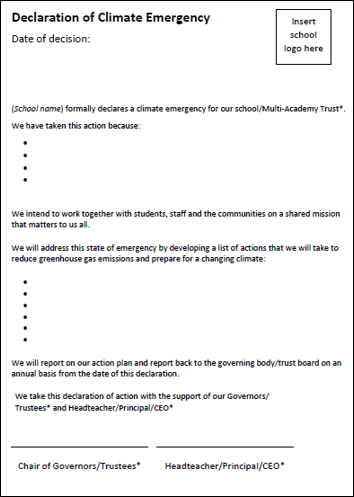 Declaration of Climate Emergency
Insert
school
logo here
Date of decision:
(School name) formally declares a climate emergency for our school/Multi-Academy Trust*.
We have taken this action because:
•
•
•
•
We intend to work together with students, staff and the communities on a shared mission
that matters to us all.
We will address this state of emergency by developing a list of actions that we will take to
reduce greenhouse gas emissions and prepare for a changing climate:
•
•
•
•
•
•
We will report on our action plan and report back to the governing body/trust board on an
annual basis from the date of this declaration.
We take this declaration of action with the support of our Governors/
Trustees* and Headteacher/Principal/CEO*
Chair of Governors/Trustees*
Headteacher/Principal/CEO*